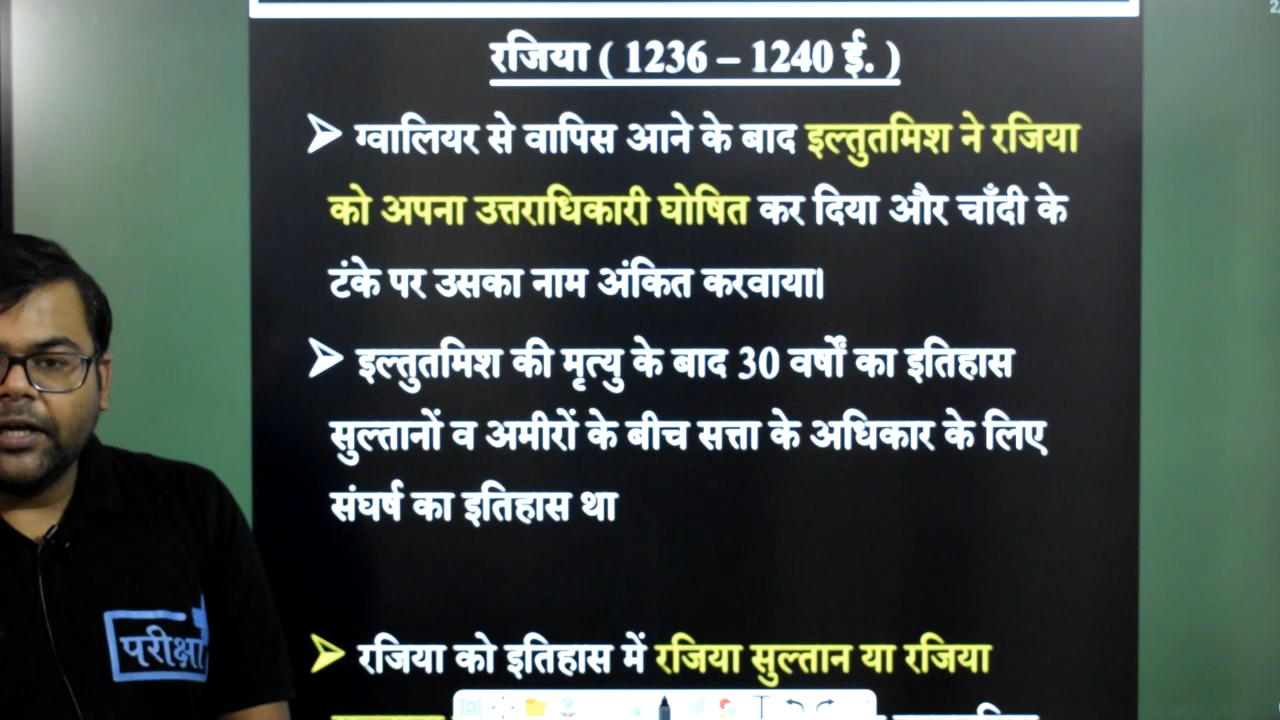 रजिया ( 1236 – 1240 ई. )
ग्वालियर से वापिस आने के बाद इल्तुतमिश ने रजिया
को अपना उत्तराधिकारी घोषित कर दिया और चाँदी के
टंके पर उसका नाम अंकित करवाया।
इल्तुतमिश की मृत्यु के बाद 30 वर्षों का इतिहास
सुल्तानों व अमीरों के बीच सत्ता के अधिकार के लिए
संघर्ष का इतिहास था
परीक्षा
रजिया को इतिहास में रजिया सुल्तान या रजिया